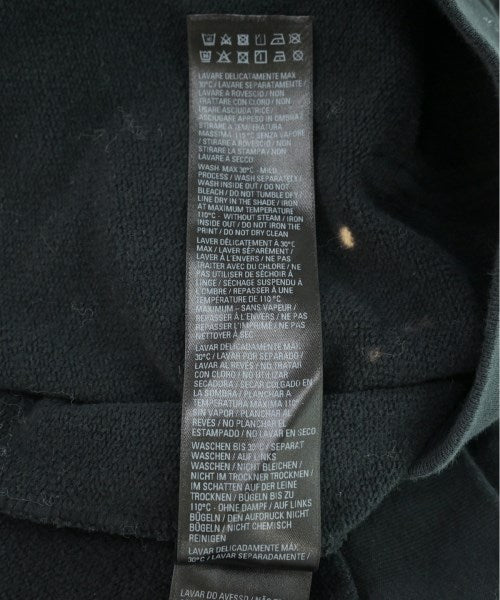 LAVARE DELICATAMENTE MAX
30°C / LAVARE SEPARATAMENTE /
LAVARE A ROVESCIO / NON
TRATTARE CON CLORO / NON
USARE ASCIUGATRICE /
ASCIUGARE APPESO IN OMBRA /
STIRARE A TEMPERATURA
MASSIMA 115°C SENZA VAPORE
/ STIRARE A ROVESCIO / NON
STIRARE LA STAMPA / NON
LAVARE A SECCO
WASH MAX 30°C - MILD
PROCESS / WASH SEPARATELY /
WASH INSIDE OUT / DO NOT
BLEACH / DO NOT TUMBLE DRY /
LINE DRY IN THE SHADE / IRON
AT MAXIMUM TEMPERATURE
110°C - WITHOUT STEAM / IRON
INSIDE OUT / DO NOT IRON THE
PRINT / DO NOT DRY CLEAN
LAVER DÉLICATEMENT À 30°C
MAX / LAVER SÉPARÉMENT /
LAVER À L'ENVERS / NE PAS
TRAITER AVEC DU CHLORE / NE
PAS UTILISER DE SÉCHOIR À
LINGE / SÉCHAGE SUSPENDU À
L'OMBRE / REPASSER À UNE
TEMPÉRATURE DE 110°C
MAXIMUM - SANS VAPEUR /
REPASSER À L'ENVERS / NE PAS
REPASSER L'IMPRIMÉ / NE PAS
NETTOYER À SEC
LAVAR DELICADAMENTE MAX
30°C / LAVAR POR SEPARADO /
LAVAR AL REVÉS / NO TRATAR
CON CLORO / NO UTILIZAR
SECADORA / SECAR COLGADO EN
LA SOMBRA / PLANCHAR A
TEMPERATURA MAXIMA 110°
SIN VAPOR / PLANCHAR AL
REVÉS / NO PLANCHAR EL
ESTAMPADO / NO LAVAR EN SECO
WASCHEN BIS 30°C / SEPARAT
WASCHEN / AUF LINKS
WASCHEN / NICHT BLEICHEN /
NICHT IM TROCKNER TROCKNEN /
IM SCHATTEN AUF DER LEINE
TROCKNEN / BÜGELN BIS ZU
110°C - OHNE DAMPF / AUF LINKS
BÜGELN / DEN AUFDRUCK NICHT
BÜGELN / NICHT CHEMISCH
REINIGEN
LAVAR DELICADAMENTE MÁX
30°C / LAVAR SEPARADAMENTE /
LAVAR DO AVESSO / NÃO